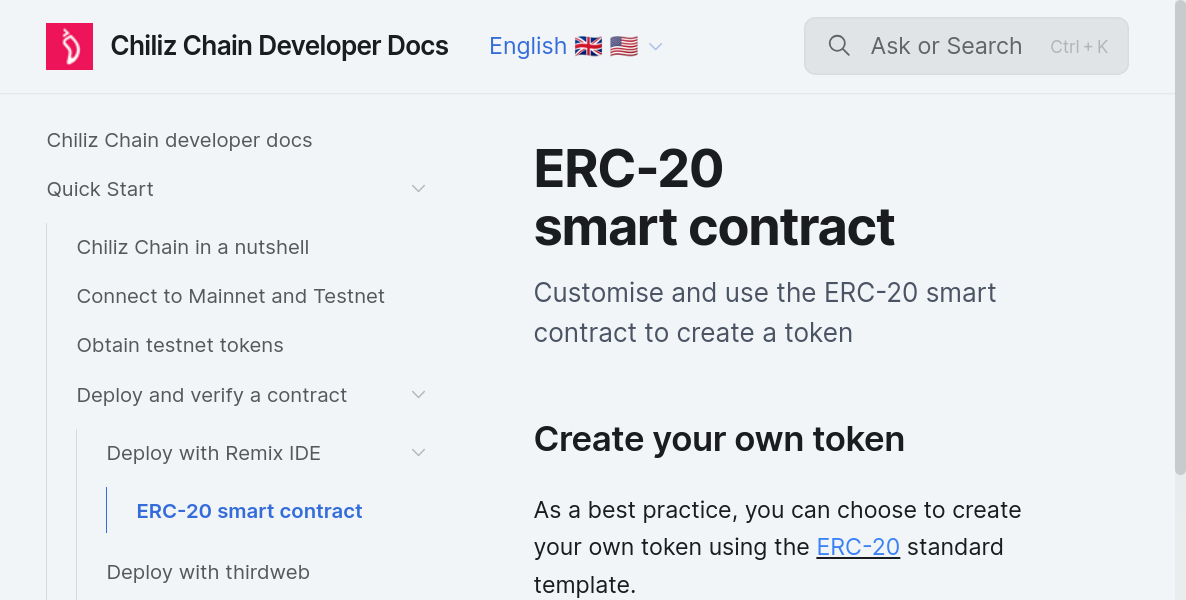 Chiliz Chain Developer Docs
English 🇬🇧 🇺🇸
Ask or Search Ctrl + K
Chiliz Chain developer docs
Quick Start
Chiliz Chain in a nutshell
Connect to Mainnet and Testnet
Obtain testnet tokens
Deploy and verify a contract
Deploy with Remix IDE
ERC-20 smart contract
Deploy with thirdweb
ERC-20
smart contract
Customise and use the ERC-20 smart
contract to create a token
Create your own token
As a best practice, you can choose to create
your own token using the ERC-20 standard
template.